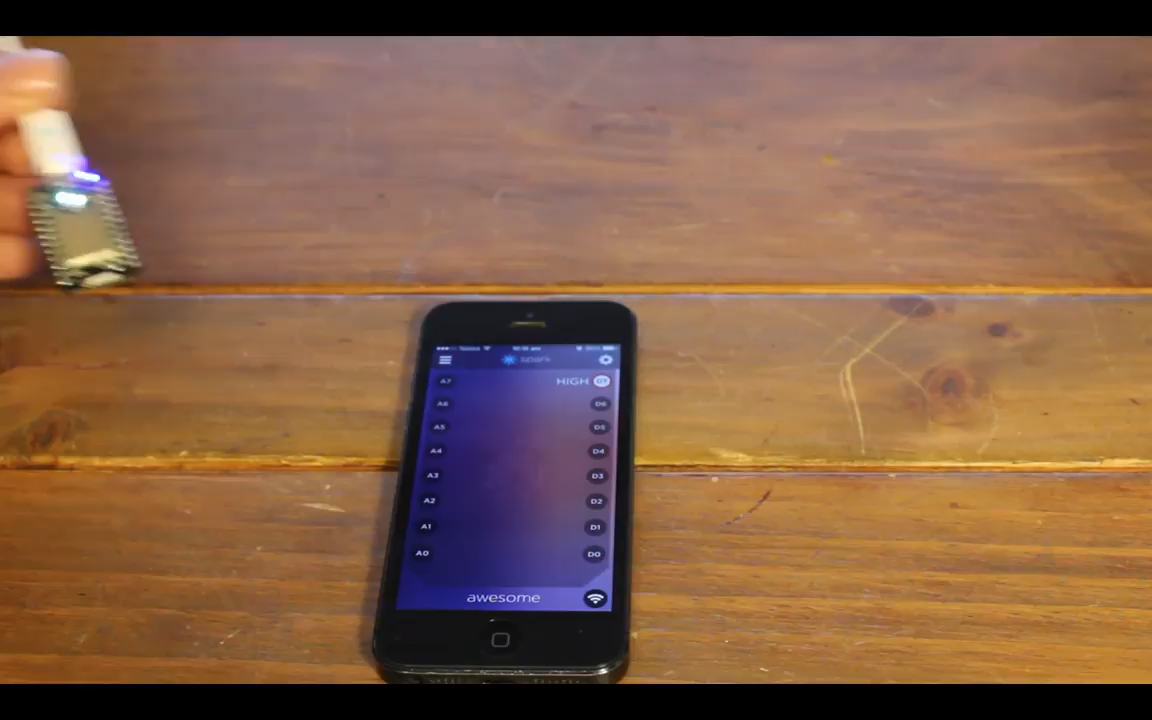 spark
A7 HIGH D7
A6 D6
A5 D5
A4 D4
A3 D3
A2 D2
A1 D1
A0 D0
awesome